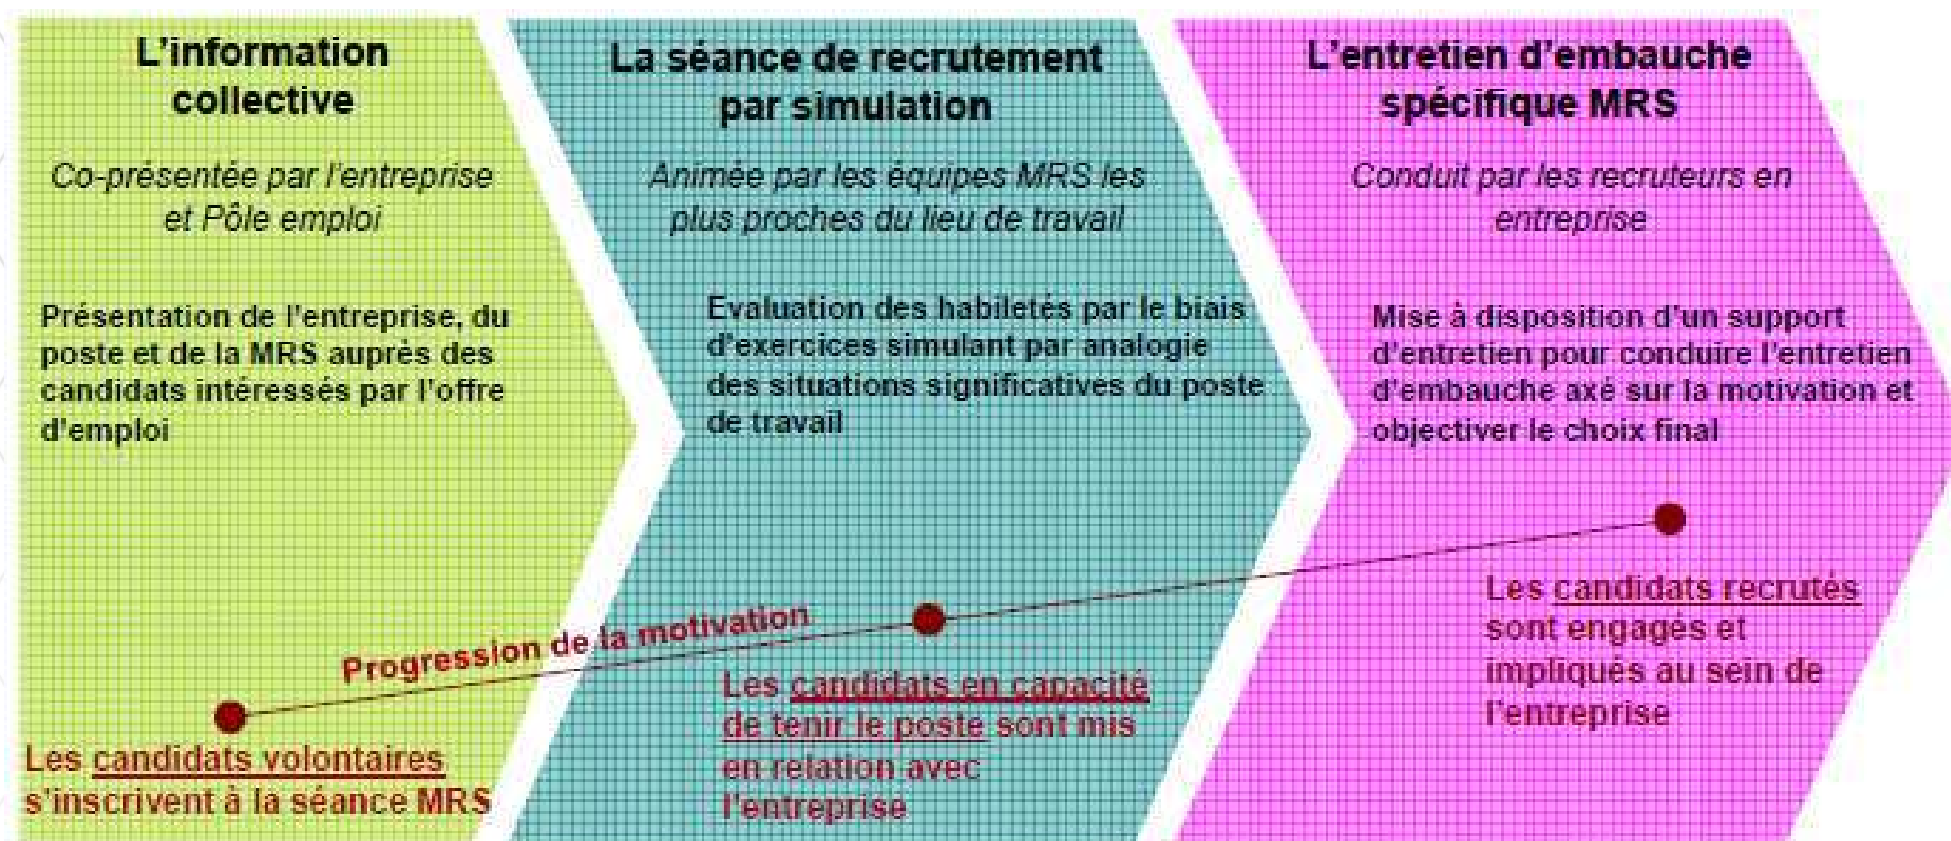 L'information
collective
Co-présentée par l'entreprise
et Pôle emploi
Présentation de l'entreprise, du
poste et de la MRS auprès des
candidats intéressés par l'offre
d'emploi
Les candidats volontaires
s'inscrivent à la séance MRS
Progression de la motivation
La séance de recrutement
par simulation
Animée par les équipes MRS les
plus proches du lieu de travail
Evaluation des habiletés par le biais
d'exercices simulant par analogie
des situations significatives du poste
de travail
Les candidats en capacité
de tenir le poste sont mis
en relation avec
l'entreprise
L'entretien d'embauche
spécifique MRS
Conduit par les recruteurs en
entreprise
Mise à disposition d'un support
d'entretien pour conduire l'entretien
d'embauche axé sur la motivation et
objectiver le choix final
Les candidats recrutés
sont engagés et
impliqués au sein de
l'entreprise